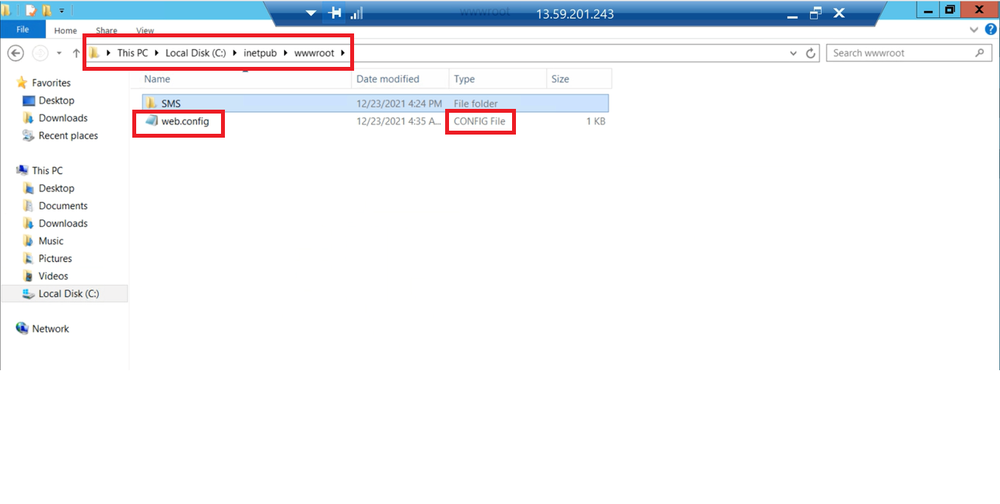 wwwroot
13.59.201.243
File Home Share View
This PC Local Disk (C:) inetpub wwwroot
Search wwwroot
Name Date modified Type Size
SMS 12/23/2021 4:24 PM File folder
web.config 12/23/2021 4:35 A... CONFIG File 1 KB
Favorites
Desktop
Downloads
Recent places
This PC
Desktop
Documents
Downloads
Music
Pictures
Videos
Local Disk (C:)
Network